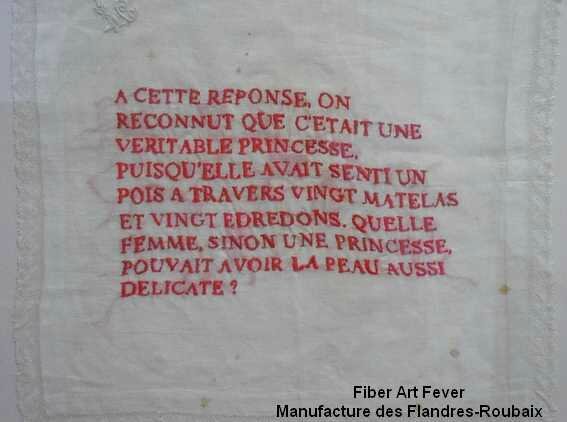 A CETTE REPONSE, ON
RECONNUT QUE C'ETAIT UNE
VERITABLE PRINCESSE,
PUISQU'ELLE AVAIT SENTI UN
POIS A TRAVERS VINGT MATELAS
ET VINGT EDREDONS. QUELLE
FEMME, SINON UNE PRINCESSE,
POUVAIT AVOIR LA PEAU AUSSI
DELICATE ?
Fiber Art Fever
Manufacture des Flandres-Roubaix